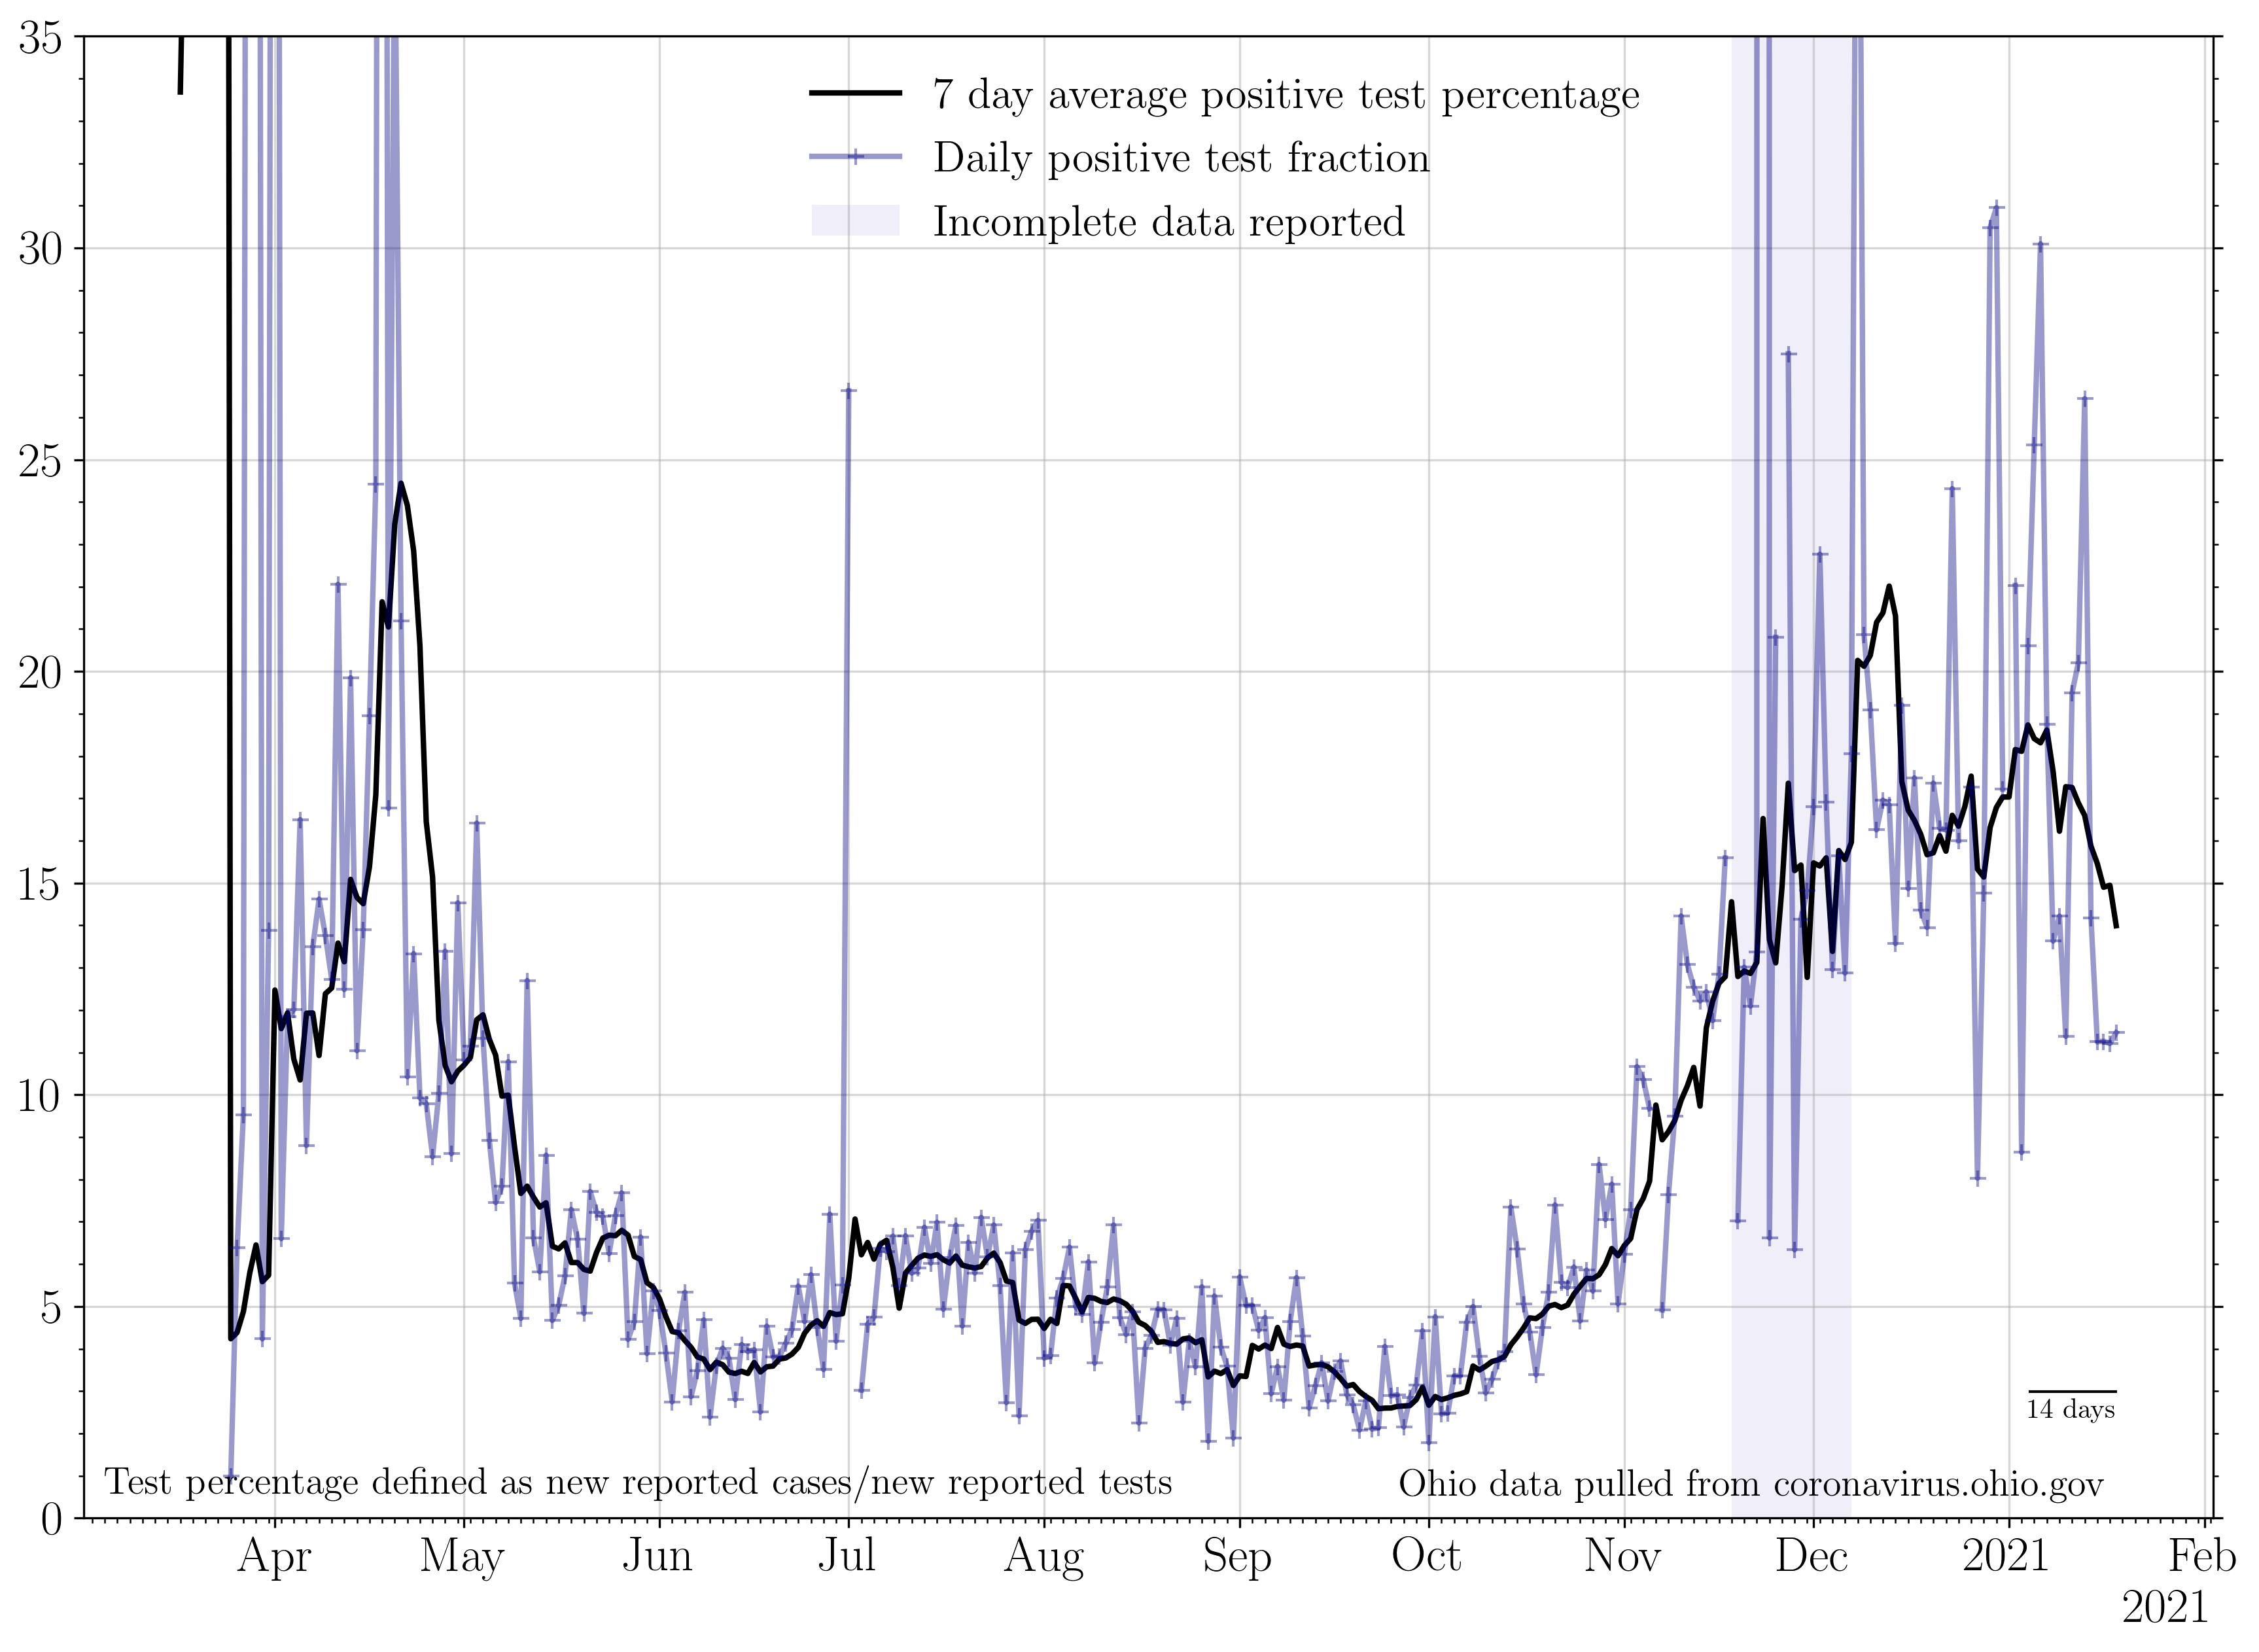 35
7 day average positive test percentage
Daily positive test fraction
Incomplete data reported
30
25
20
15
10
5
14 days
Test percentage defined as new reported cases/new reported tests
Ohio data pulled from coronavirus.ohio.gov
0
Apr May Jun Jul Aug Sep Oct Nov Dec 2021 Feb
2021